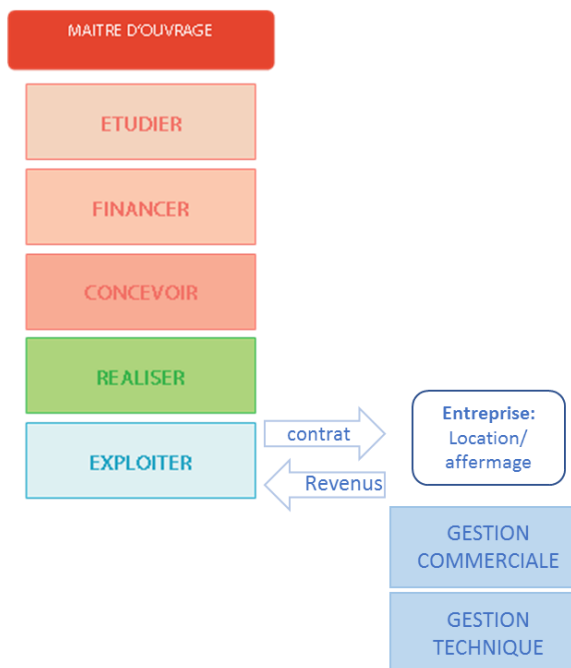 MAITRE D'OUVRAGE
ETUDIER
FINANCER
CONCEVOIR
REALISER
EXPLOITER
contrat
Revenus
Entreprise:
Location/
affermage
GESTION
COMMERCIALE
GESTION
TECHNIQUE